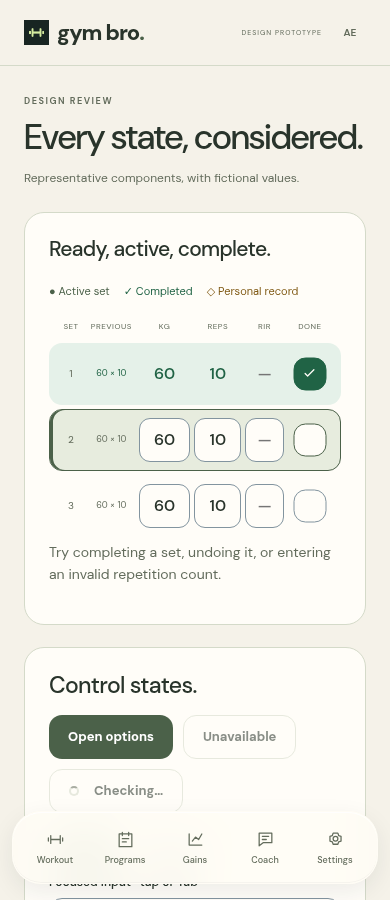 gym bro.
DESIGN PROTOTYPE
AE
DESIGN REVIEW
Every state, considered.
Representative components, with fictional values.
Ready, active, complete.
● Active set ✓ Completed ◇ Personal record
SET PREVIOUS KG REPS RIR DONE
1 60 × 10 60 10 — ✓
2 60 × 10 60 10 —
3 60 × 10 60 10 —
Try completing a set, undoing it, or entering
an invalid repetition count.
Control states.
Open options
Unavailable
Checking…
Workout Programs Gains Coach Settings